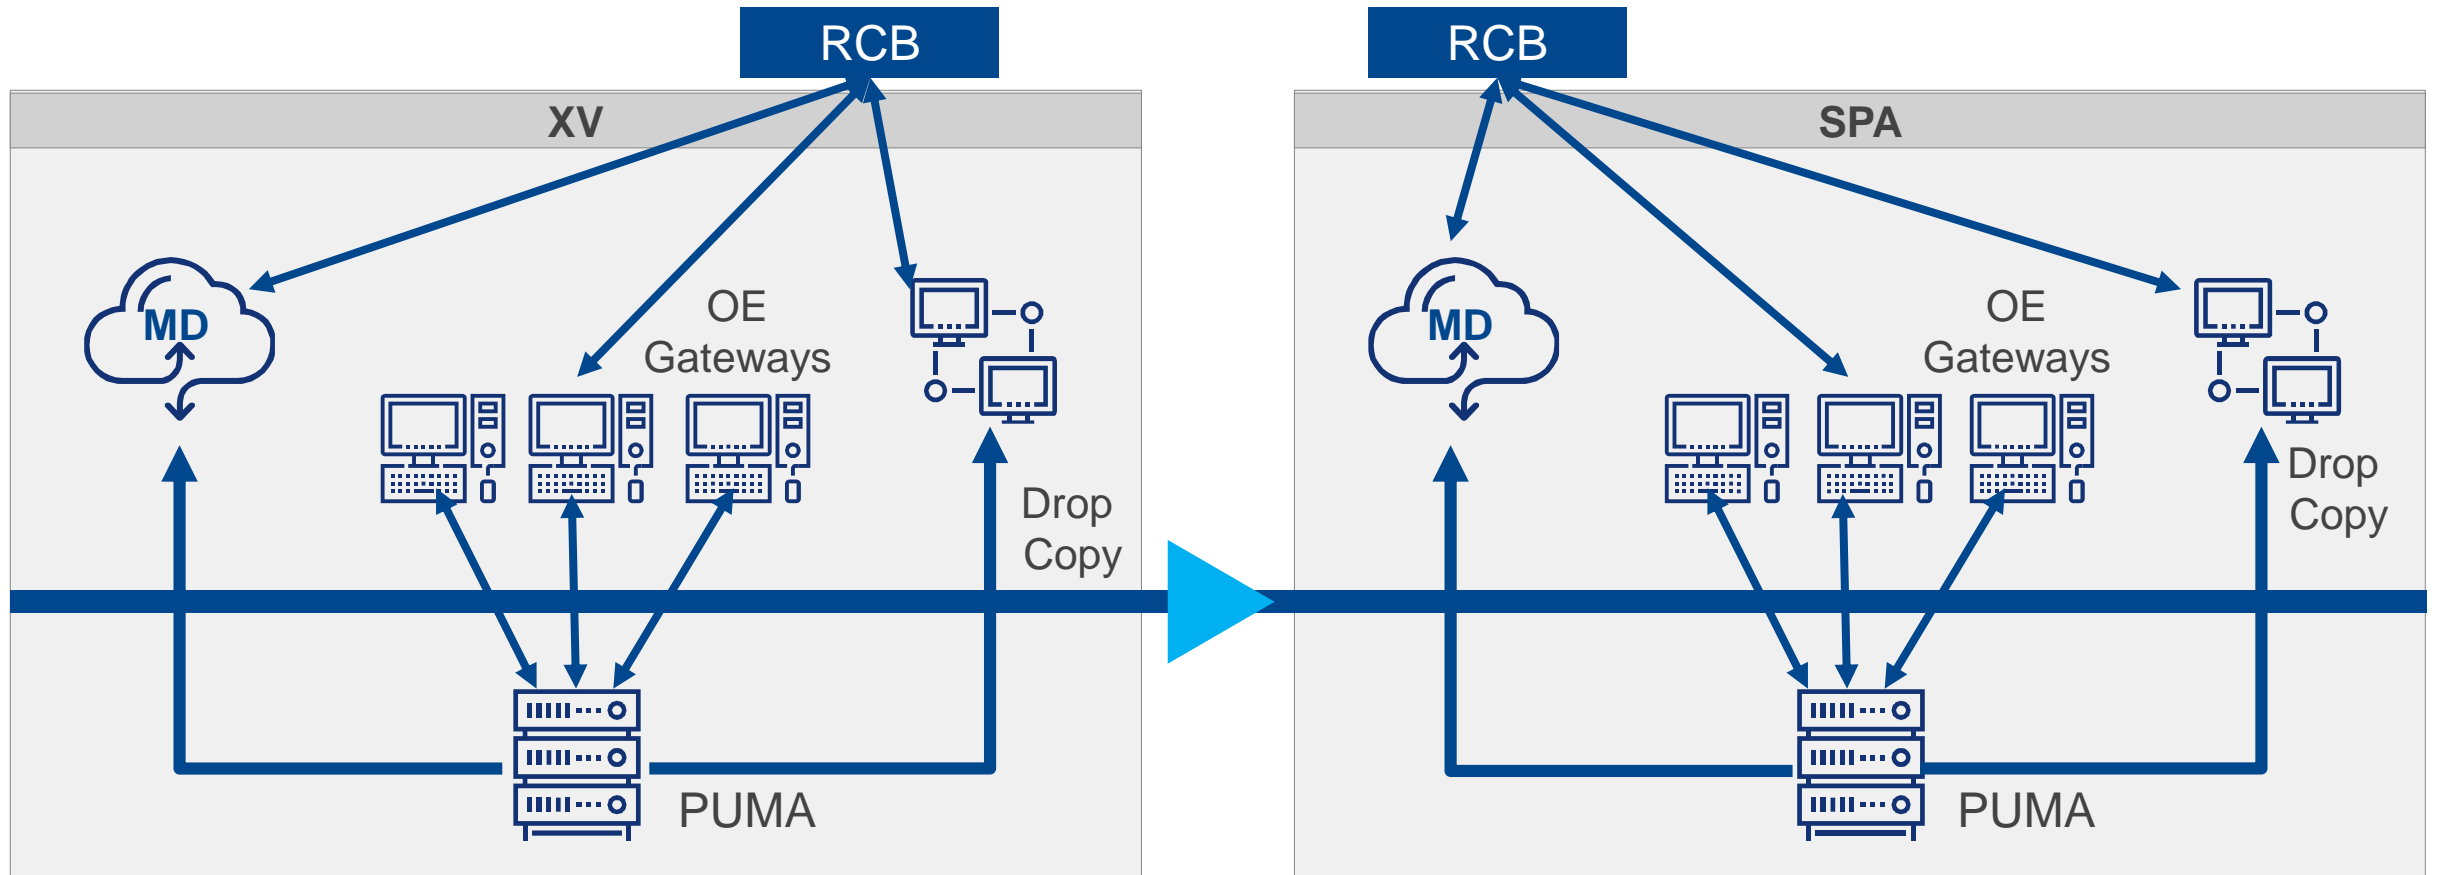 RCB
XV
MD
OE
Gateways
Drop
Copy
PUMA
RCB
SPA
MD
OE
Gateways
Drop
Copy
PUMA